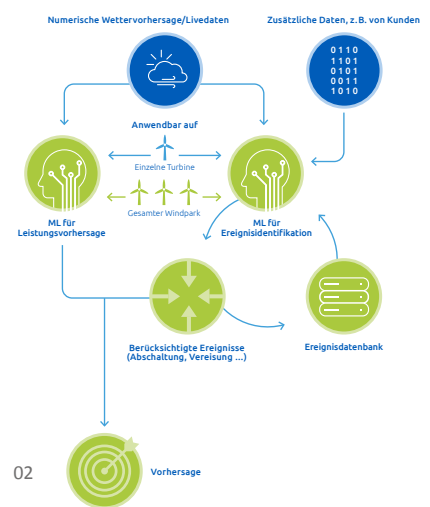 Numerische Wettervorhersage/Livedaten
Zusätzliche Daten, z.B. von Kunden
0110
1101
0101
0011
1010
Anwendbar auf
Einzelne Turbine
Gesamter Windpark
ML für
Leistungsvorhersage
ML für
Ereignisidentifikation
Berücksichtigte Ereignisse
(Abschaltung, Vereisung ...)
Ereignisdatenbank
02
Vorhersage